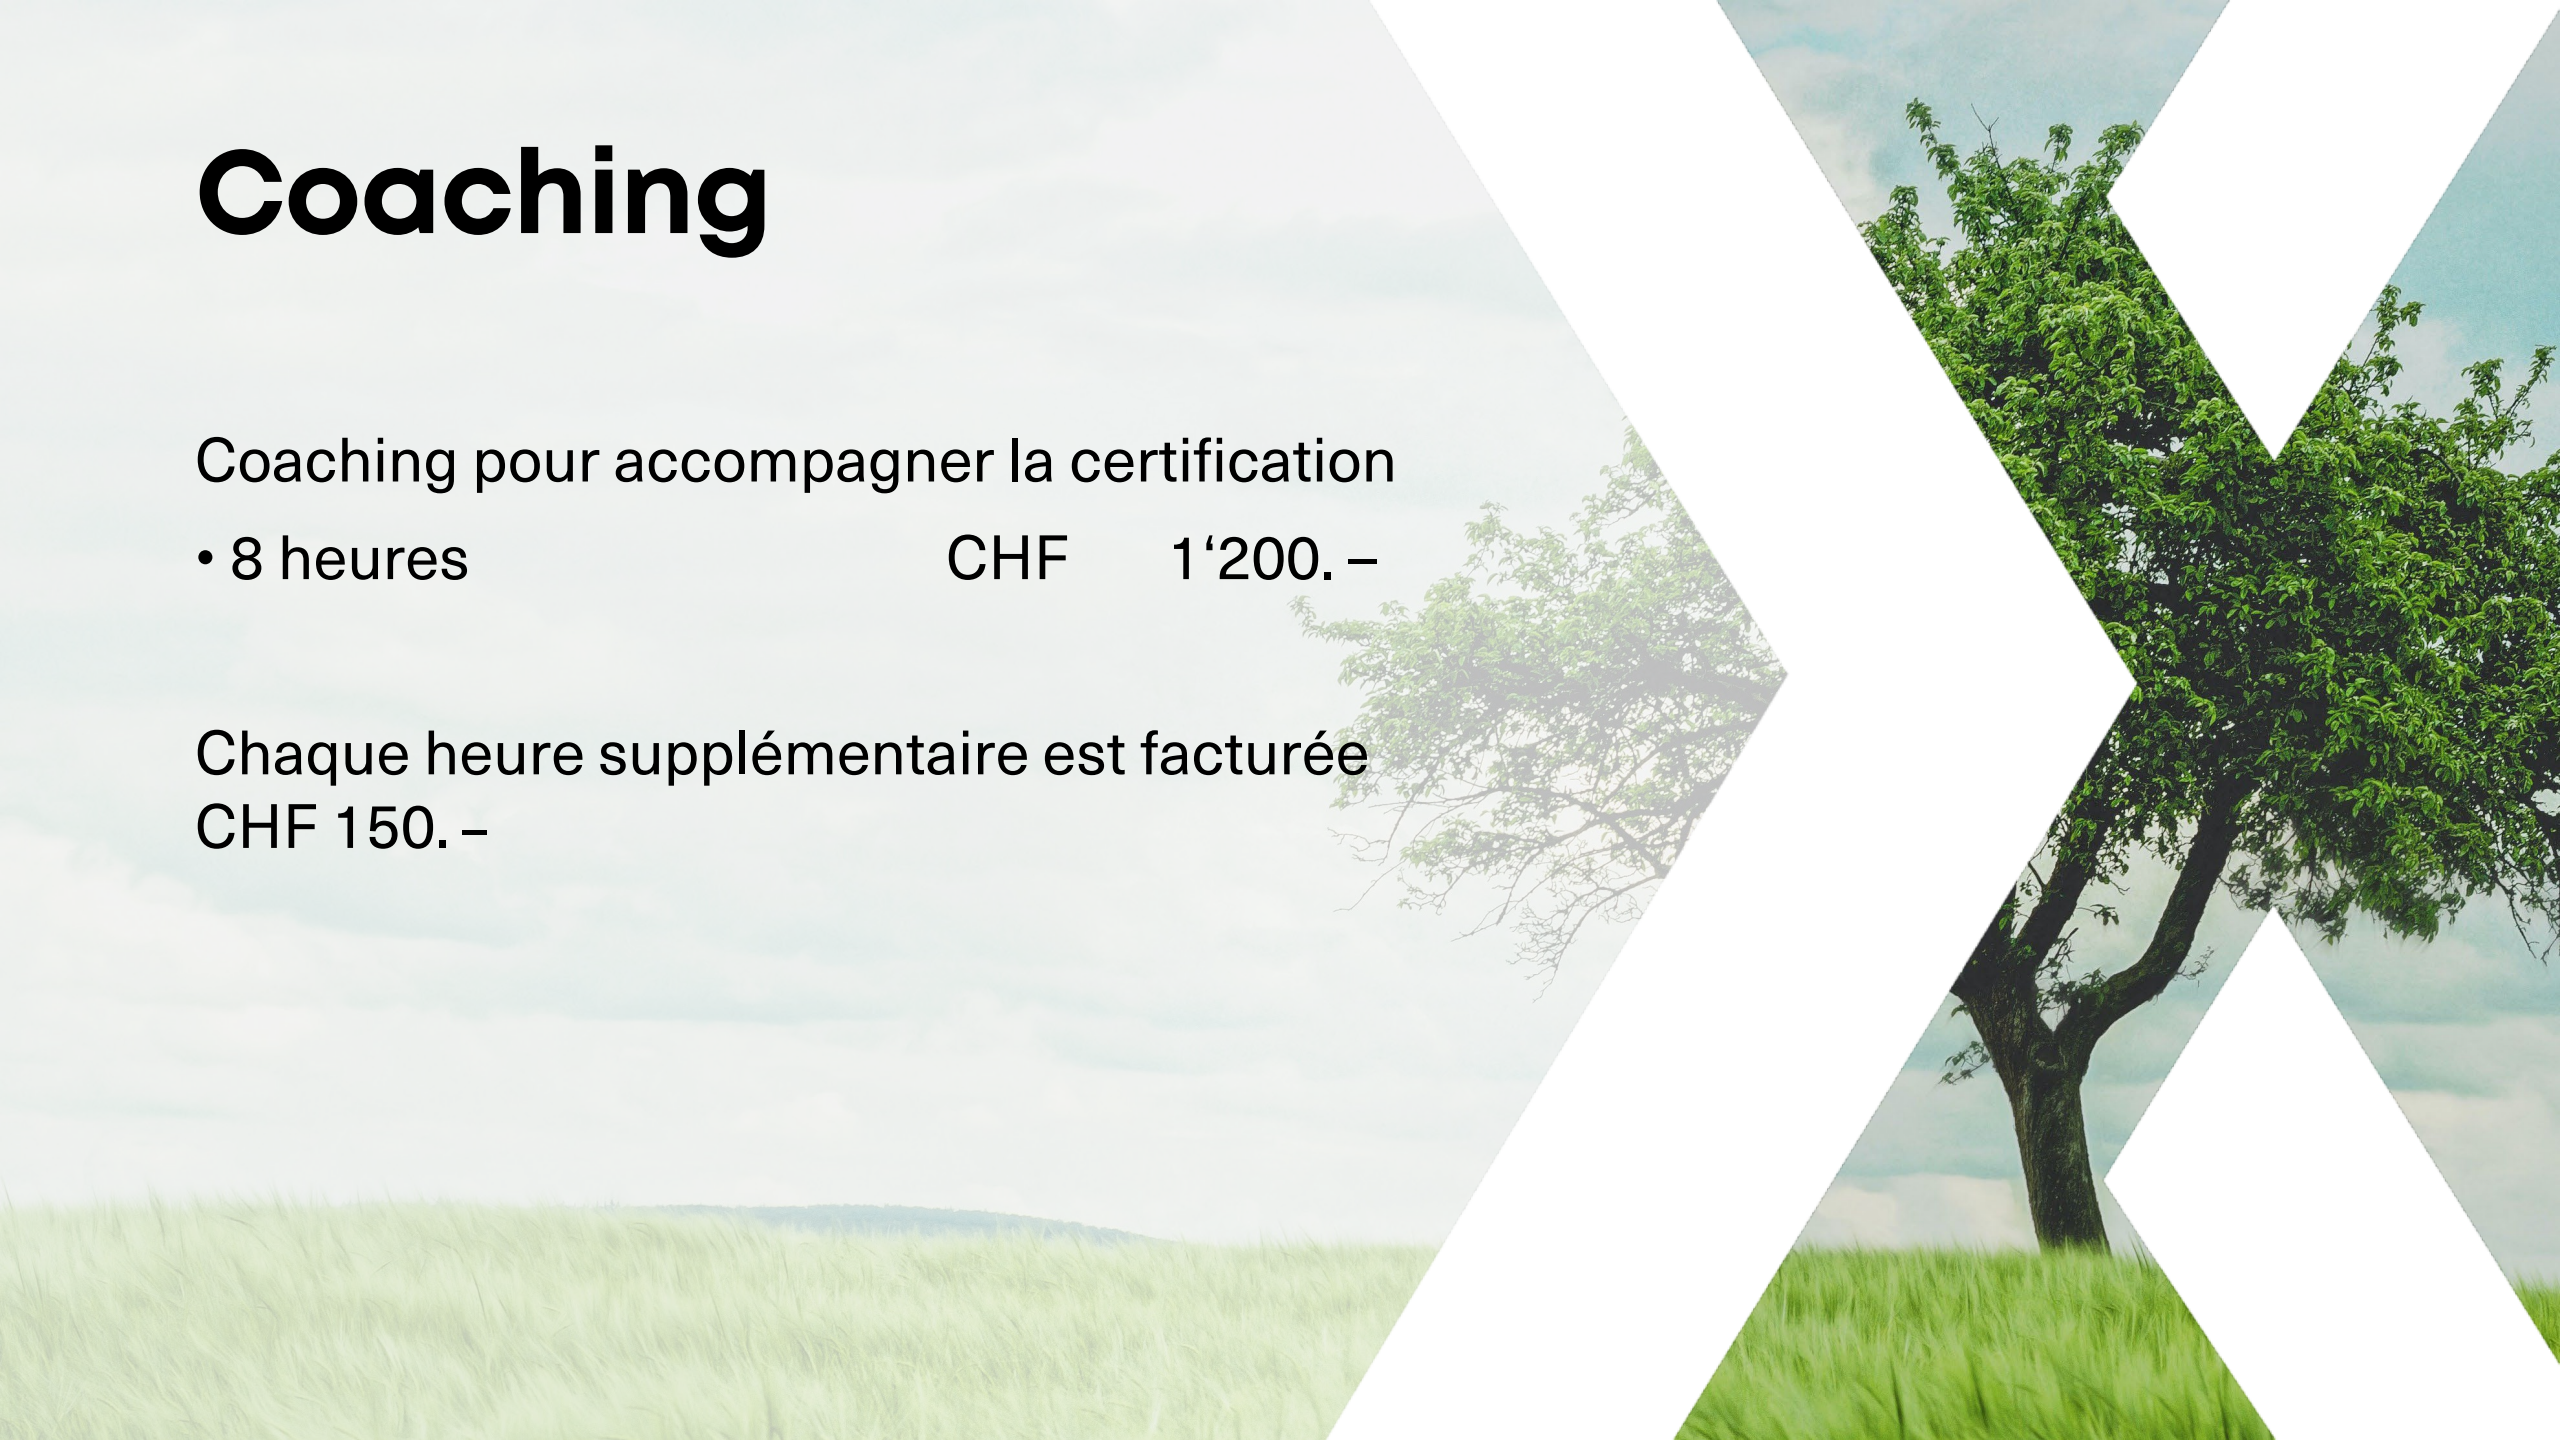 Coaching
Coaching pour accompagner la certification
• 8 heures CHF 1‘200. –
Chaque heure supplémentaire est facturée
CHF 150. –